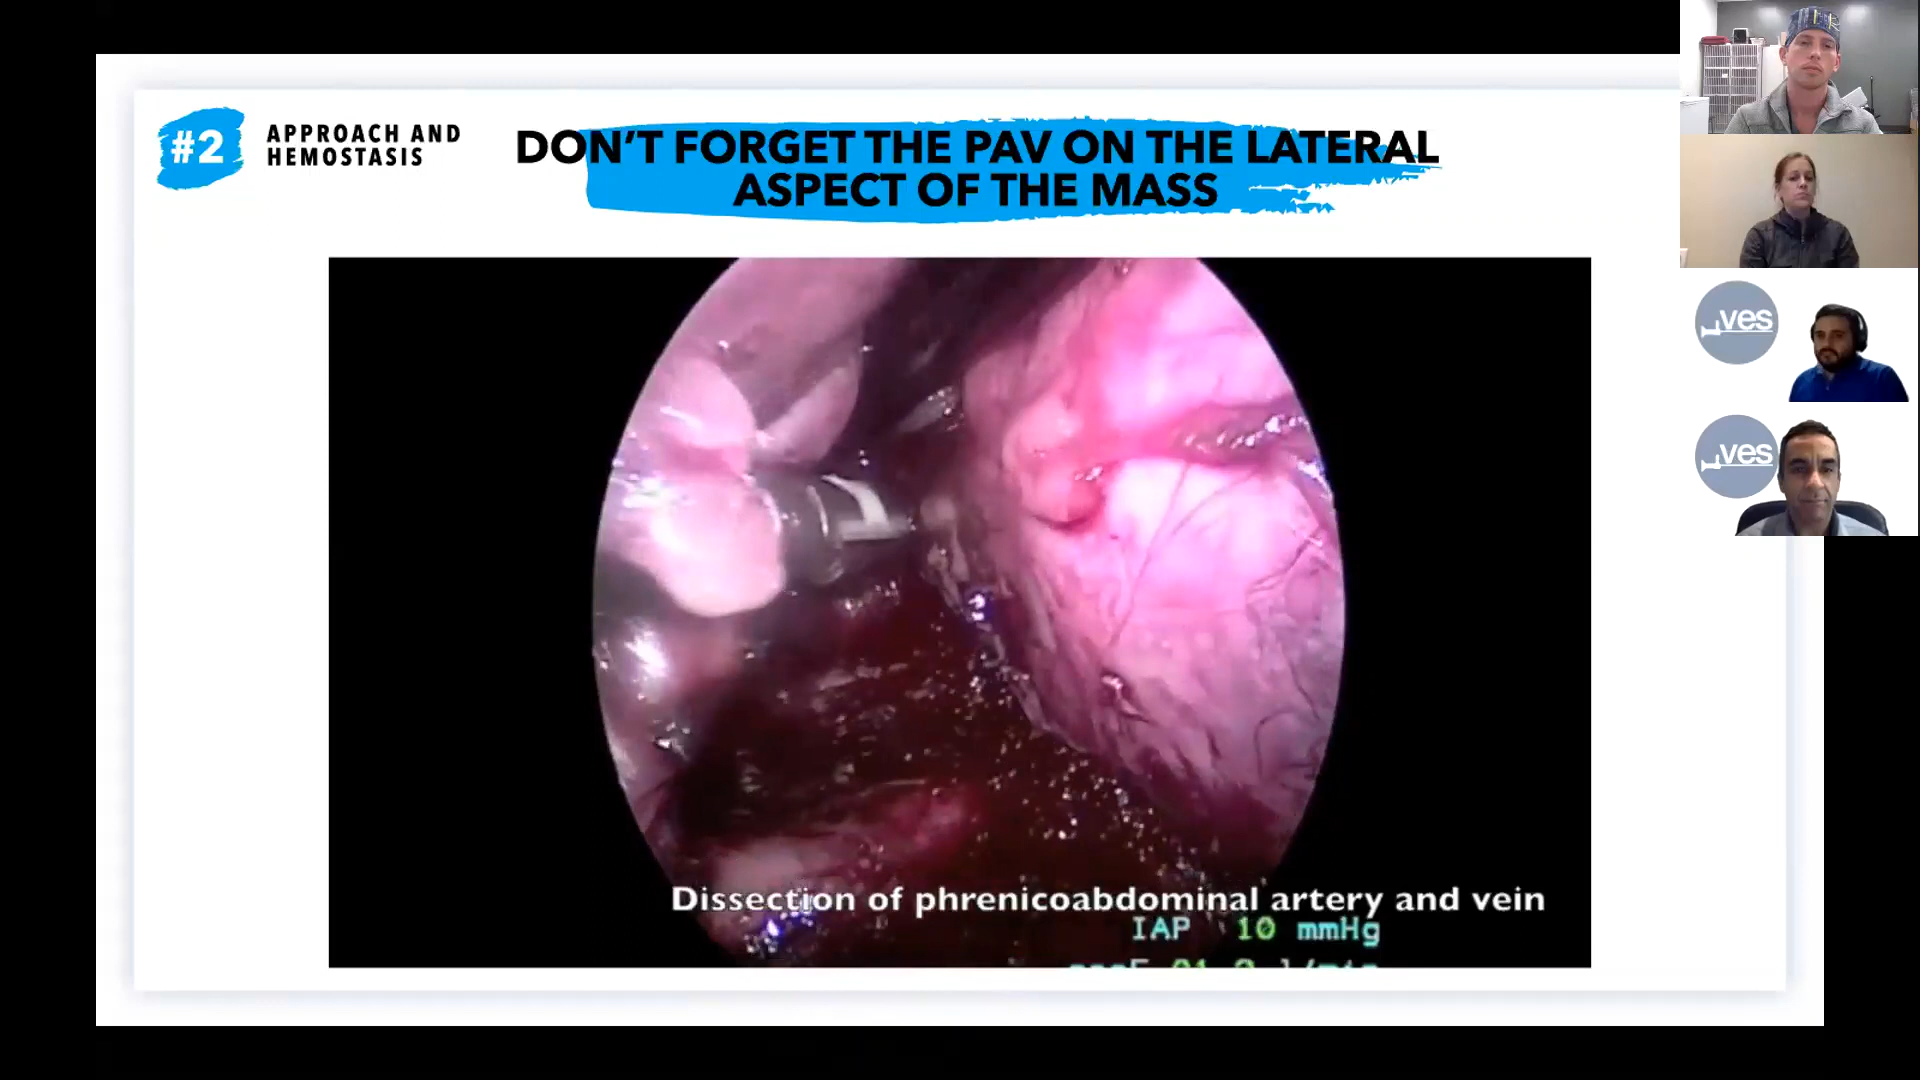 #2
APPROACH AND
HEMOSTASIS
DON'T FORGET THE PAV ON THE LATERAL
ASPECT OF THE MASS
Dissection of phrenicoabdominal artery and vein
IAP 10 mmHg
ves
ves